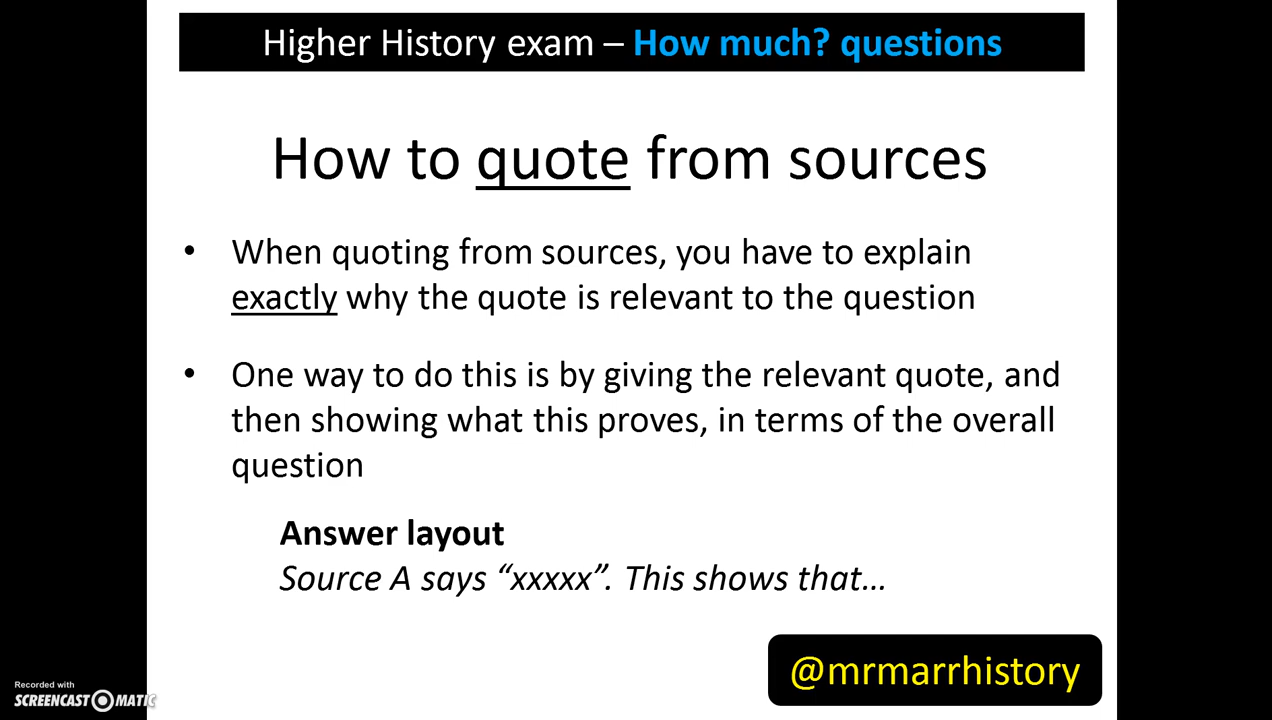 Higher History exam – How much? questions
How to quote from sources
• When quoting from sources, you have to explain
exactly why the quote is relevant to the question
• One way to do this is by giving the relevant quote, and
then showing what this proves, in terms of the overall
question
Answer layout
Source A says “xxxxx”. This shows that…
@mrmarrhistory
Recorded with
SCREENCAST MATIC